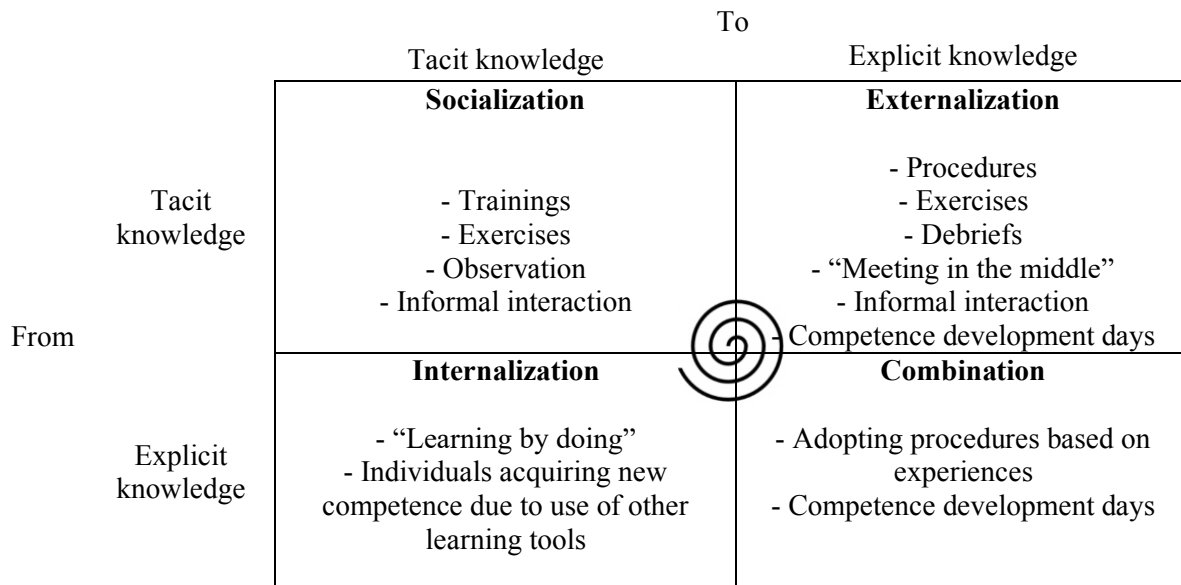 To
Tacit knowledge
Explicit knowledge
Socialization
Externalization
Tacit
knowledge
- Trainings
- Exercises
- Observation
- Informal interaction
- Procedures
- Exercises
- Debriefs
- “Meeting in the middle”
- Informal interaction
- Competence development days
From
Internalization
Combination
Explicit
knowledge
- “Learning by doing”
- Individuals acquiring new
competence due to use of other
learning tools
- Adopting procedures based on
experiences
- Competence development days